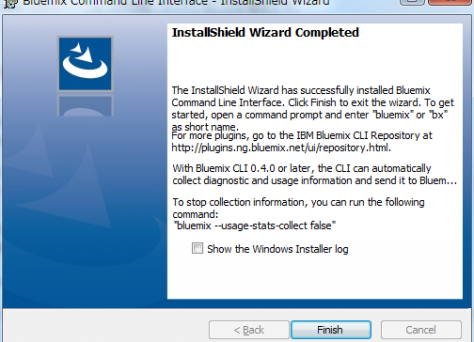 Bluemix Command Line Interface - InstallShield Wizard
InstallShield Wizard Completed
The InstallShield Wizard has successfully installed Bluemix
Command Line Interface. Click Finish to exit the wizard. To get
started, open a command prompt and enter "bluemix" or "bx"
as short name.
For more plugins, go to the IBM Bluemix CLI Repository at
http://plugins.ng.bluemix.net/ui/repository.html.
With Bluemix CLI 0.4.0 or later, the CLI can automatically
collect diagnostic and usage information and send it to Bluem...
To stop collection information, you can run the following
command:
"bluemix --usage-stats-collect false"
Show the Windows Installer log
< Back
Finish
Cancel